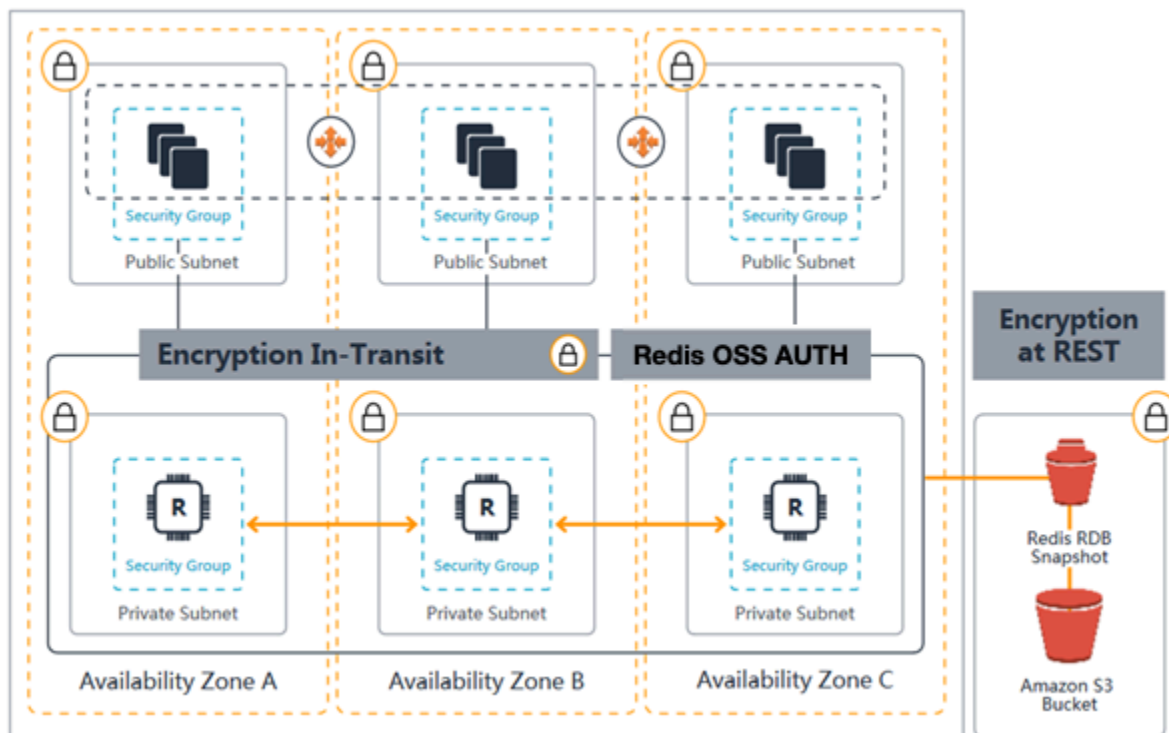 Security Group
Security Group
Security Group
Public Subnet
Public Subnet
Public Subnet
Encryption In-Transit
Redis OSS AUTH
Encryption
at REST
R
R
R
Security Group
Security Group
Security Group
Private Subnet
Private Subnet
Private Subnet
Redis RDB
Snapshot
Availability Zone A
Availability Zone B
Availability Zone C
Amazon S3
Bucket